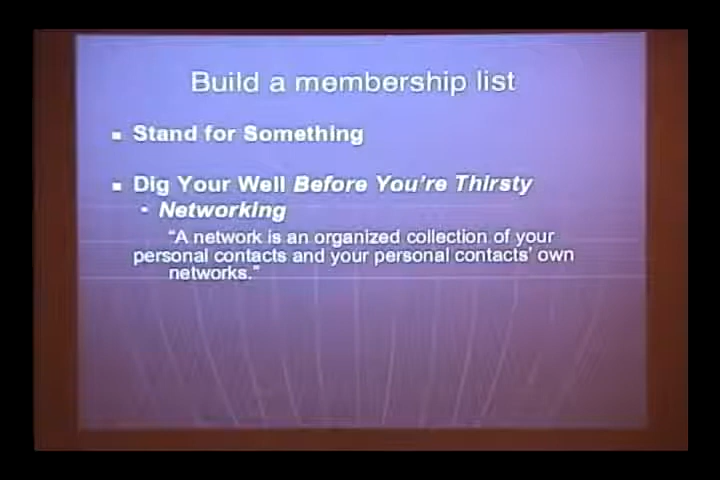 Build a membership list
▪ Stand for Something
▪ Dig Your Well Before You're Thirsty
• Networking
"A network is an organized collection of your
personal contacts and your personal contacts' own
networks."